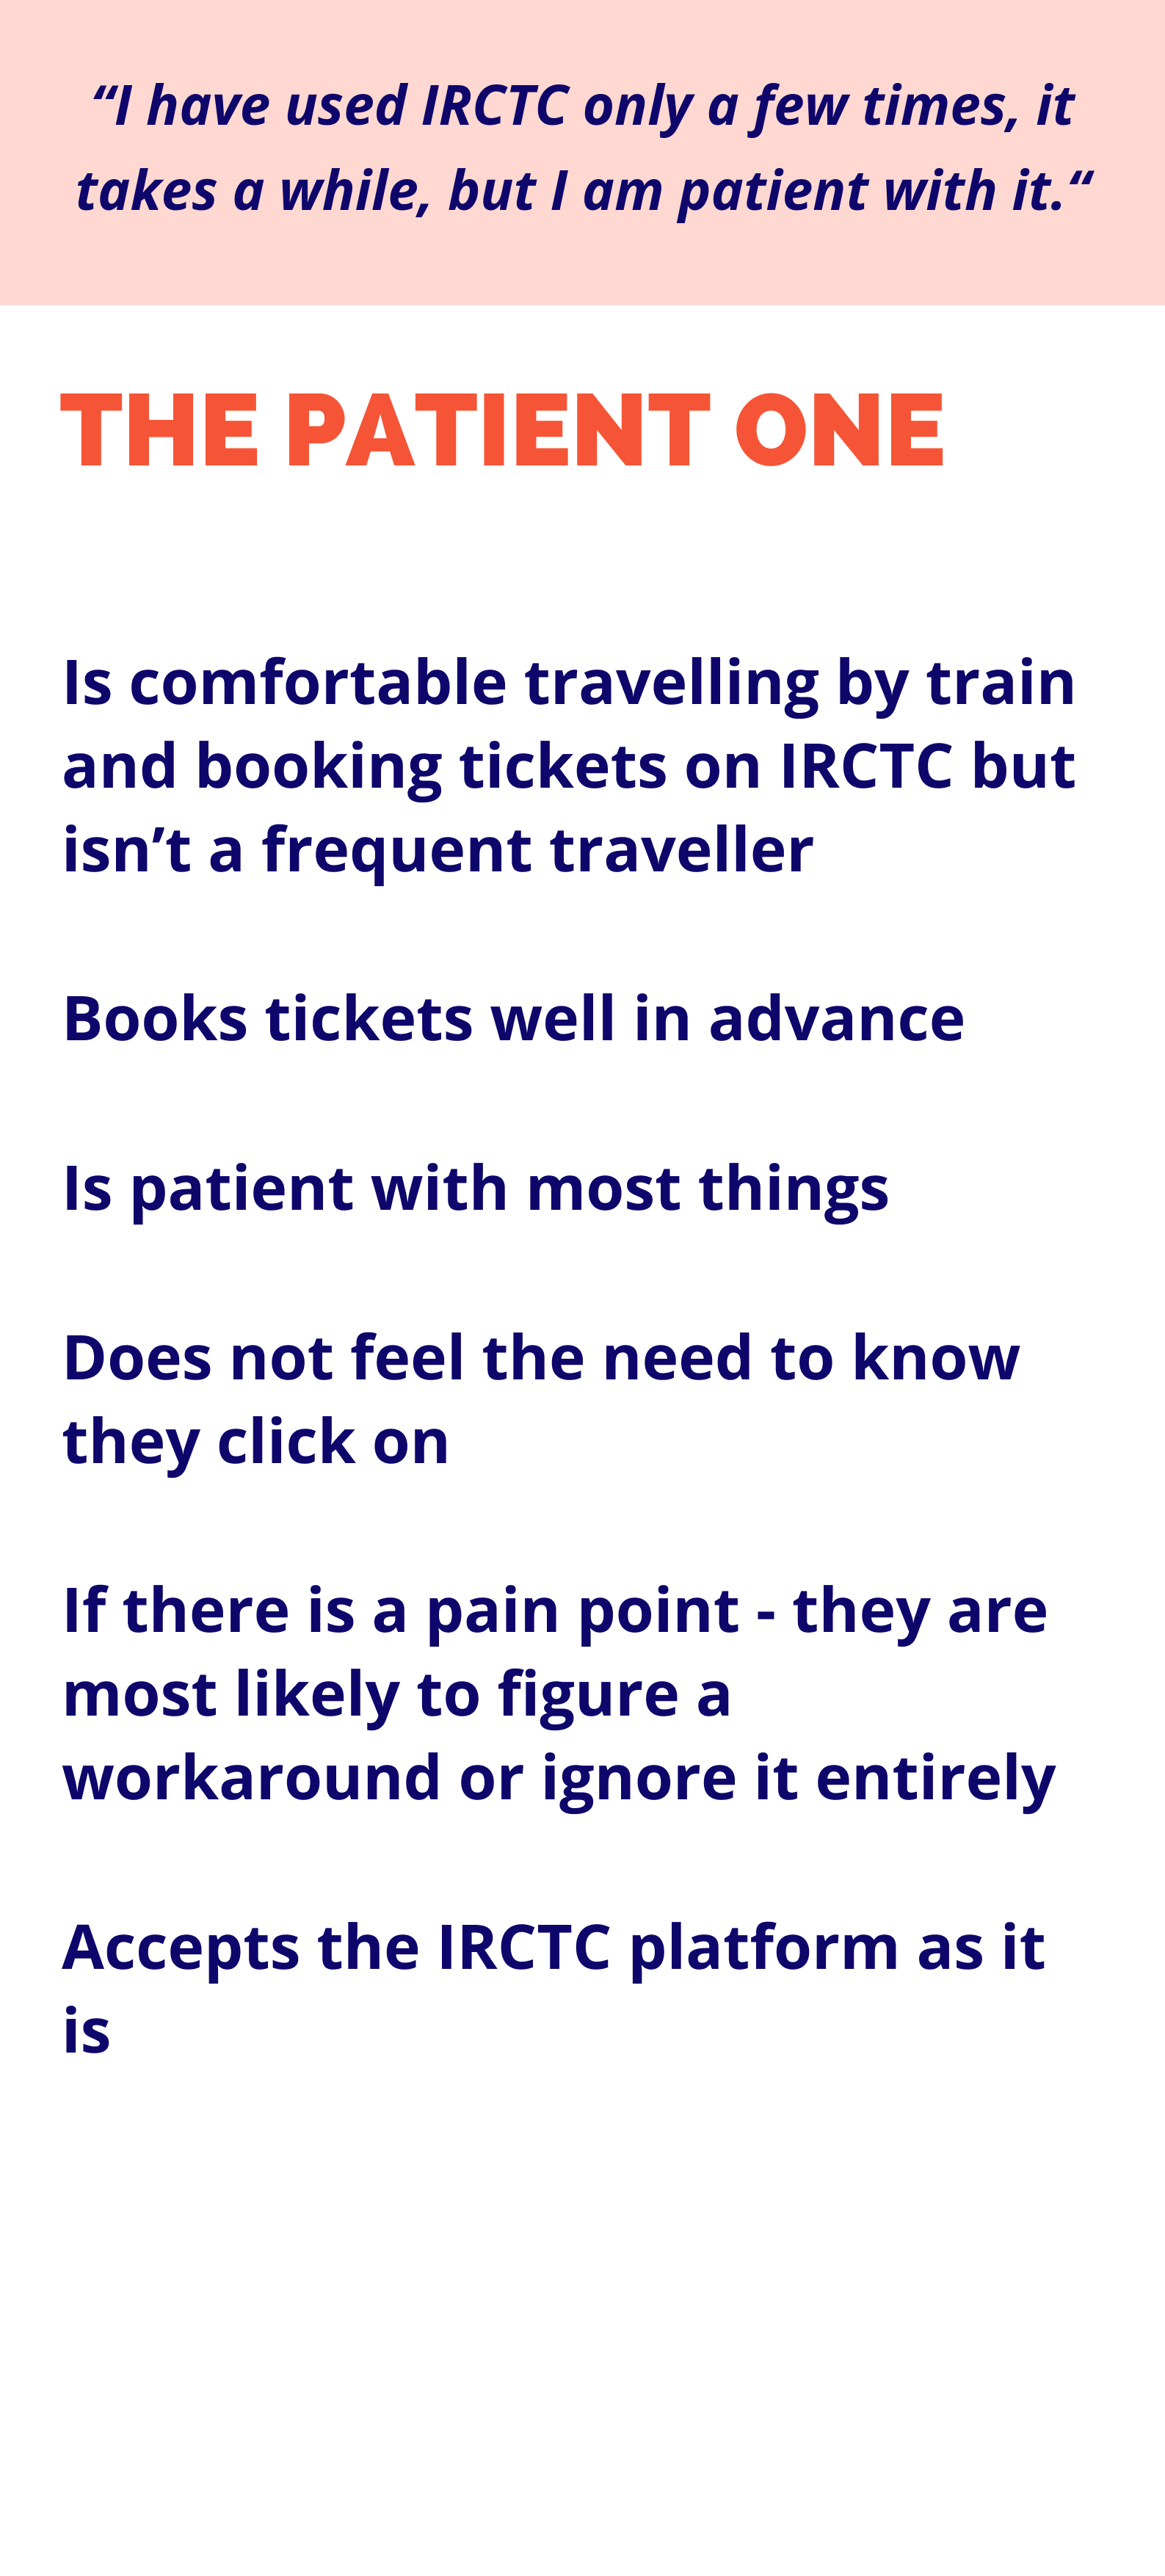 “I have used IRCTC only a few times, it
takes a while, but I am patient with it.“
THE PATIENT ONE
Is comfortable travelling by train
and booking tickets on IRCTC but
isn’t a frequent traveller
Books tickets well in advance
Is patient with most things
Does not feel the need to know
they click on
If there is a pain point - they are
most likely to figure a
workaround or ignore it entirely
Accepts the IRCTC platform as it
is